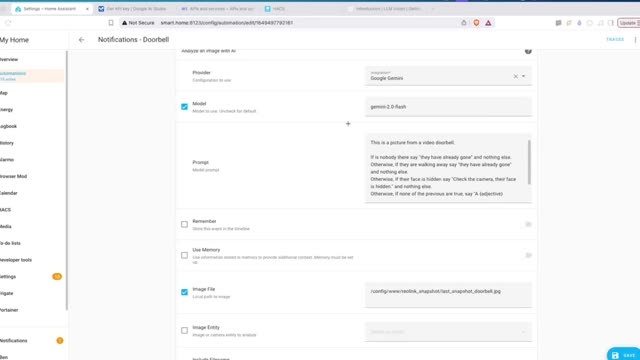 Settings – Home Assistant
Get API key | Google AI Studio
APIs and services – APIs and ser
HACS
Introduction | LLM Vision | Getting
Not Secure
smart.home:8123/config/automation/edit/1649497792161
Update
My Home
Notifications - Doorbell
TRACES
Analyze an image with AI
Overview
Automations
Map
Energy
Logbook
History
Alarmo
Browser Mod
Calendar
HACS
To-do lists
Developer tools
Settings
Frigate
Portainer
Notifications
1
Ben
Provider
Configuration to use
Integration*
Google Gemini
Model
Model to use. Uncheck for default.
gemini-2.0-flash
Prompt
Model prompt
This is a picture from a video doorbell.
If is nobody there say "they have already gone" and nothing else.
Otherwise, if they are walking away say "they have already gone"
and nothing else.
Otherwise, if their face is hidden say "Check the camera, their face
is hidden" and nothing else.
Otherwise, if none of the previous are true, say "A (adjective)
Remember
Store this event in the timeline
Use Memory
Use information stored in memory to provide additional context. Memory must be set
up.
Image File
Local path to image
/config/www/reolink_snapshot/last_snapshot_doorbell.jpg
Image Entity
Image or camera entity to analyze
Select an entity
Include Filename
SAVE